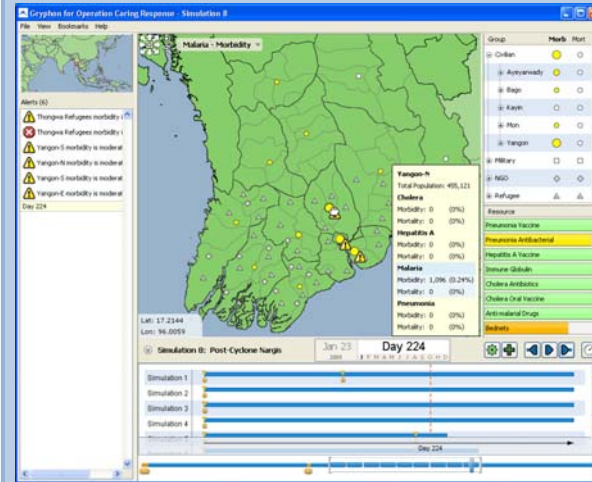 Gryphon for Operation Caring Response - Simulation 8
File View Bookmarks Help
Malaria - Morbidity
Group Morb Mort
Civilian
Ayeyarwady
Bago
Kayin
Mon
Yangon
Military
NGO
Refugee
Resource
Pneumonia Vaccine
Pneumonia Antibacterial
Hepatitis A Vaccine
Immune Globulin
Cholera Antibiotics
Cholera Oral Vaccine
Anti-malarial Drugs
Bednets
Alerts (6)
Thongwa Refugees morbidity
Thongwa Refugees morbidity
Yangon-S morbidity is moderat
Yangon-N morbidity is moderat
Yangon-S morbidity is moderat
Yangon-E morbidity is moderat
Day 224
Yangon-N
Total Population: 455,121
Cholera
Morbidity: 0 (0%)
Mortality: 0 (0%)
Hepatitis A
Morbidity: 0 (0%)
Mortality: 0 (0%)
Malaria
Morbidity: 1,096 (0.24%)
Mortality: 0 (0%)
Pneumonia
Morbidity: 0 (0%)
Mortality: 0 (0%)
Lat: 17.2144
Lon: 96.0059
Simulation 8: Post-Cyclone Nargis
Jan 23
2009
Day 224
J F M A M J J A S O N D
Simulation 1
Simulation 2
Simulation 3
Simulation 4
Day 224